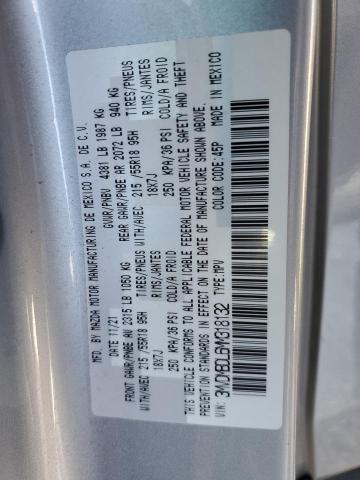 MFD. BY MAZDA MOTOR MANUFACTURING DE MEXICO S.A. DE C.V.
DATE 11/21 GVWR/PNBV 4381 LB 1987 KG
FRONT GAWR/PNBE AV 2315 LB 1050 KG REAR GAWR/PNBE AR 2072 LB 940 KG
WITH/AVEC 215/55R18 95H TIRES/PNEUS WITH/AVEC 215/55R18 95H TIRES/PNEUS
18X7J RIMS/JANTES 18X7J RIMS/JANTES
250 KPA/36 PSI COLD/A FROID 250 KPA/36 PSI COLD/A FROID
THIS VEHICLE CONFORMS TO ALL APPLICABLE FEDERAL MOTOR VEHICLE SAFETY AND THEFT
PREVENTION STANDARDS IN EFFECT ON THE DATE OF MANUFACTURE SHOWN ABOVE.
COLOR CODE: 45P MADE IN MEXICO
VIN: TYPE: MPV